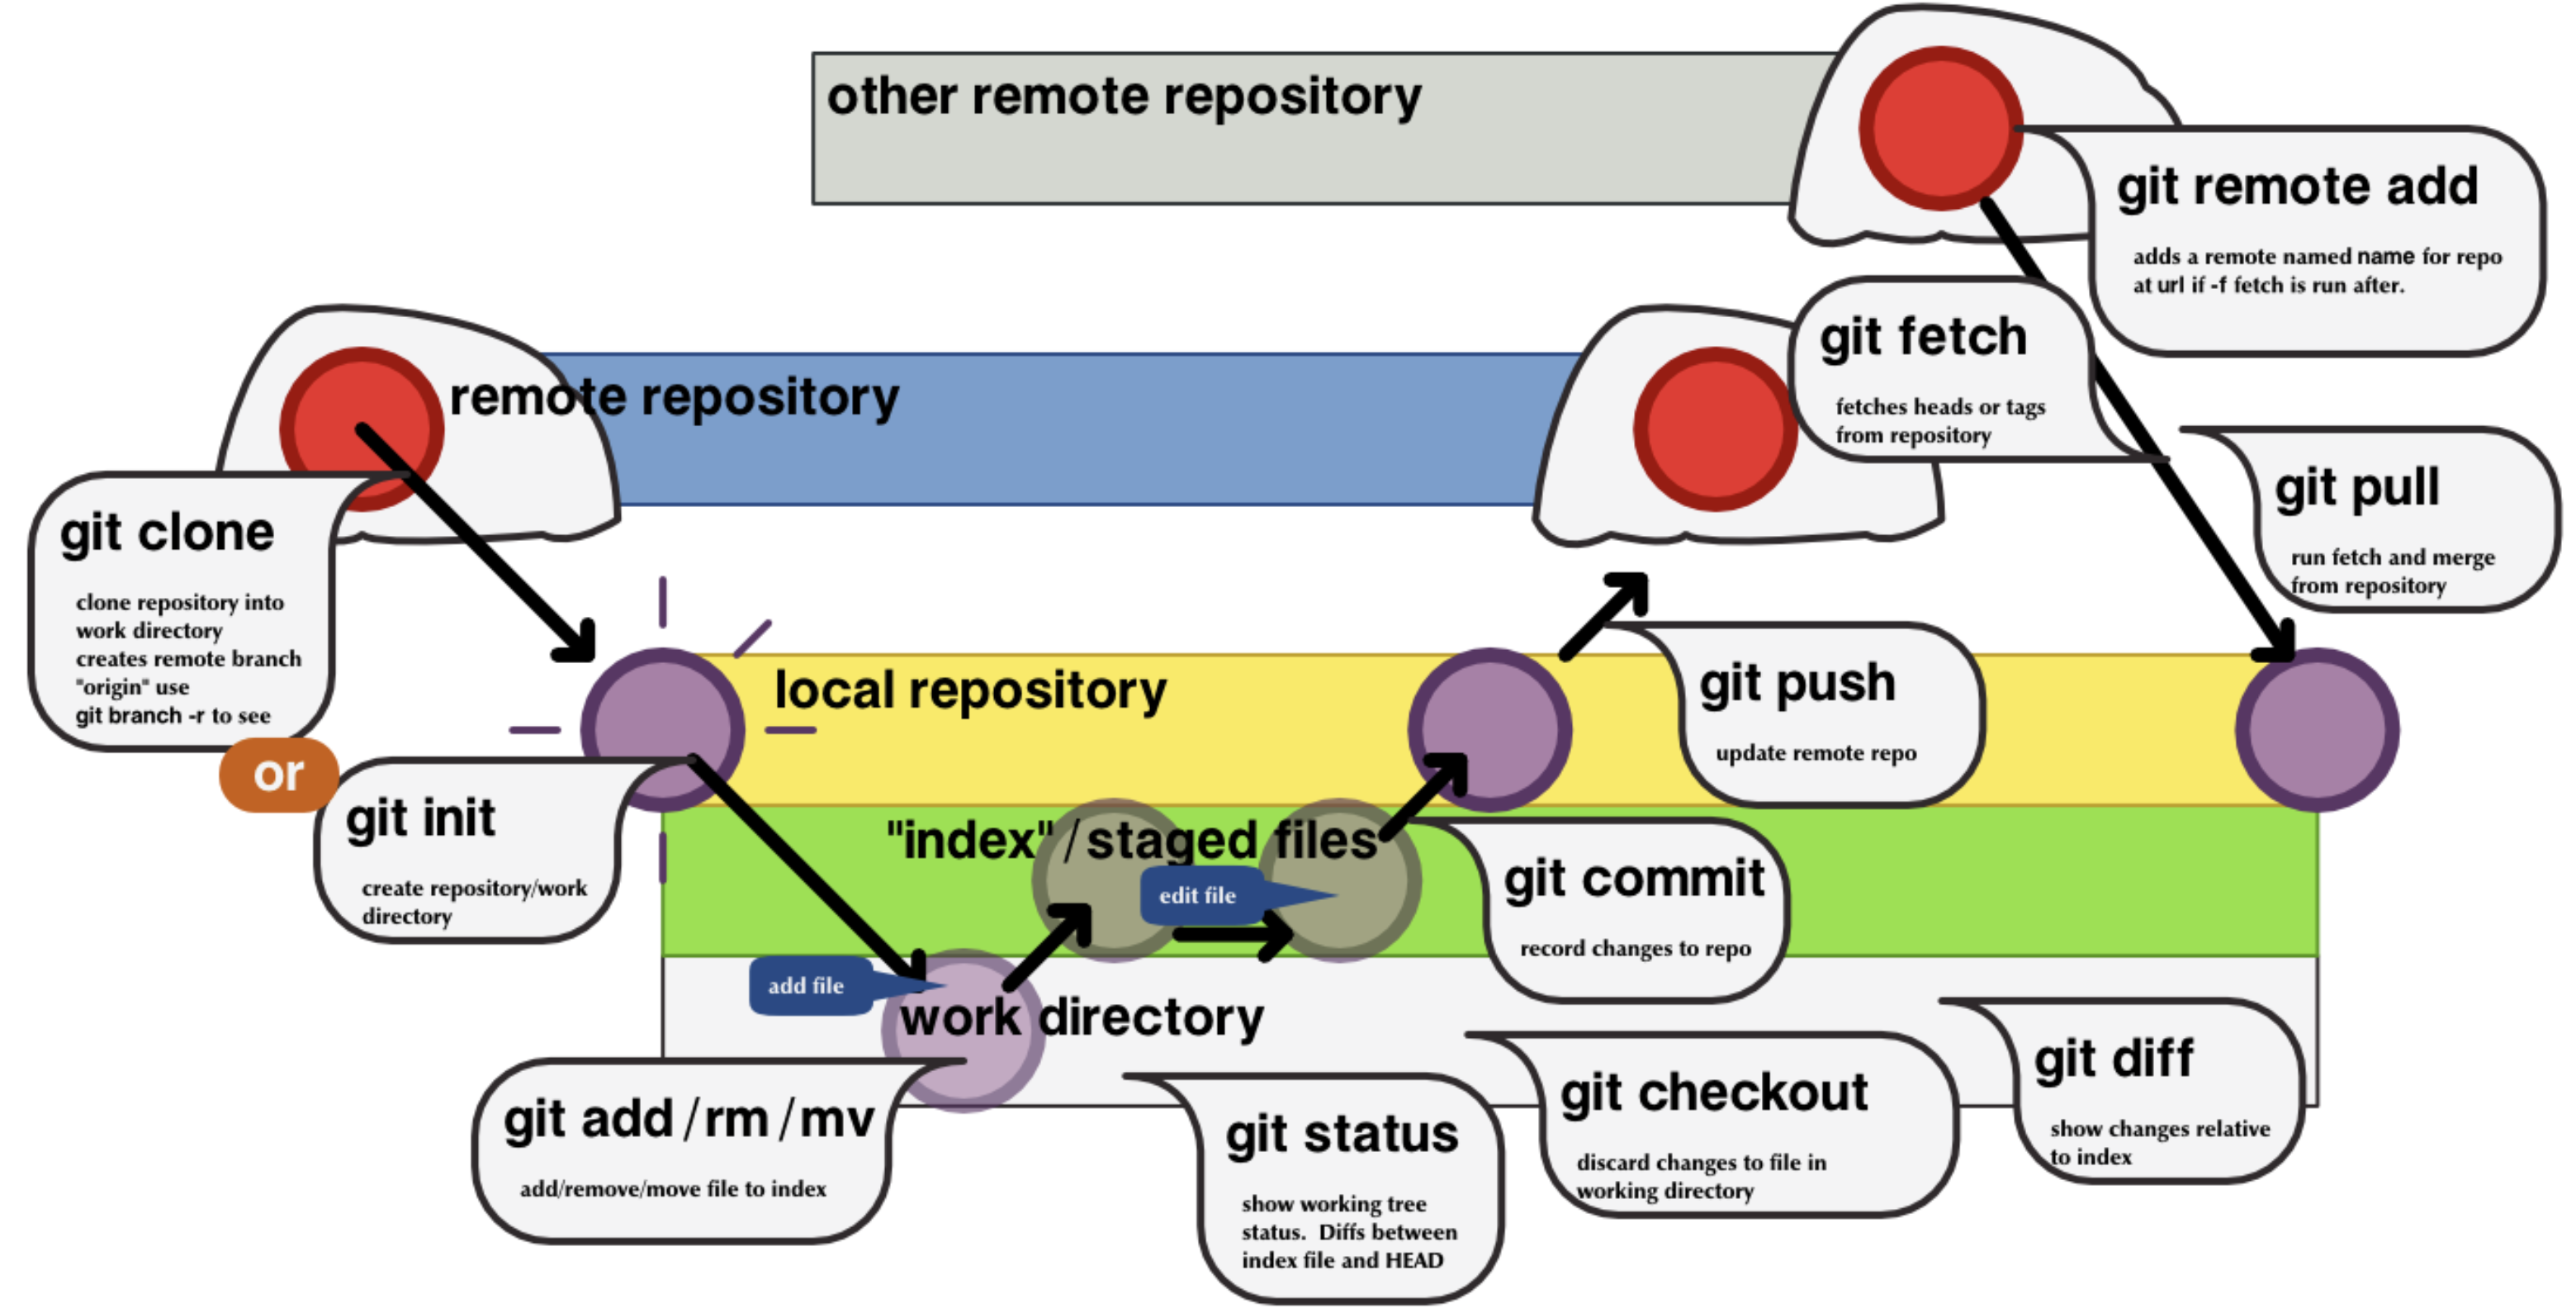 other remote repository
git remote add
adds a remote named name for repo
at url if -f fetch is run after.
git fetch
fetches heads or tags
from repository
remote repository
git pull
run fetch and merge
from repository
git clone
clone repository into
work directory
creates remote branch
"origin" use
git branch -r to see
or
git init
create repository/work
directory
local repository
git push
update remote repo
"index"/staged files
edit file
git commit
record changes to repo
add file
work directory
git add/rm/mv
add/remove/move file to index
git status
show working tree
status.  Diffs between
index file and HEAD
git checkout
discard changes to file in
working directory
git diff
show changes relative
to index